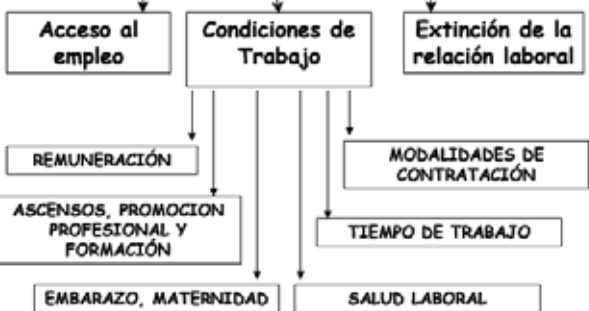 Acceso al
empleo
Condiciones de
Trabajo
Extinción de la
relación laboral
REMUNERACIÓN
MODALIDADES DE
CONTRATACIÓN
ASCENSOS, PROMOCION
PROFESIONAL Y
FORMACIÓN
TIEMPO DE TRABAJO
EMBARAZO, MATERNIDAD
SALUD LABORAL